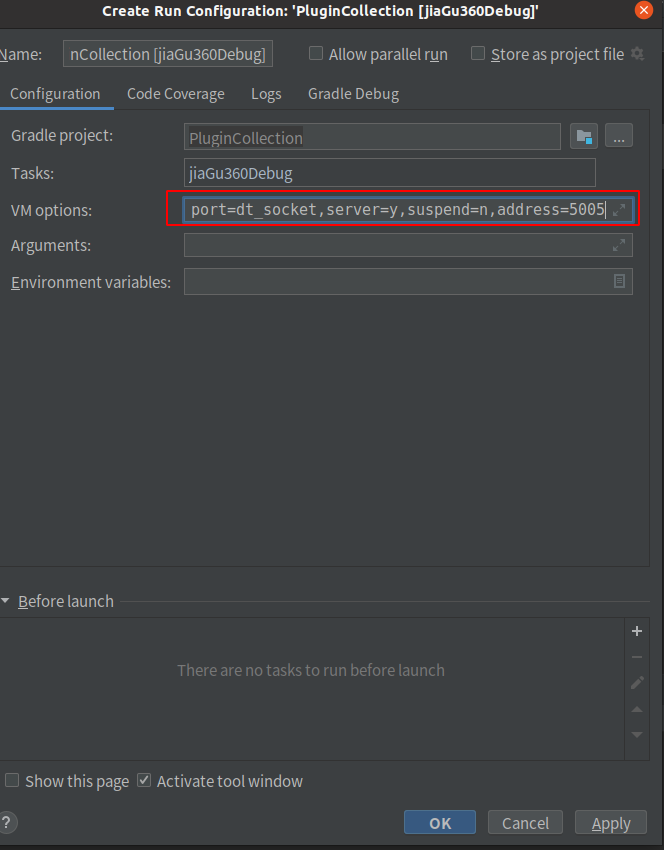 Create Run Configuration: 'PluginCollection [jiaGu360Debug]'
Name: nCollection [jiaGu360Debug] Allow parallel run Store as project file
Configuration Code Coverage Logs Gradle Debug
Gradle project: PluginCollection ...
Tasks: jiaGu360Debug
VM options: port=dt_socket,server=y,suspend=n,address=5005
Arguments:
Environment variables:
Before launch
There are no tasks to run before launch
Show this page Activate tool window
? OK Cancel Apply